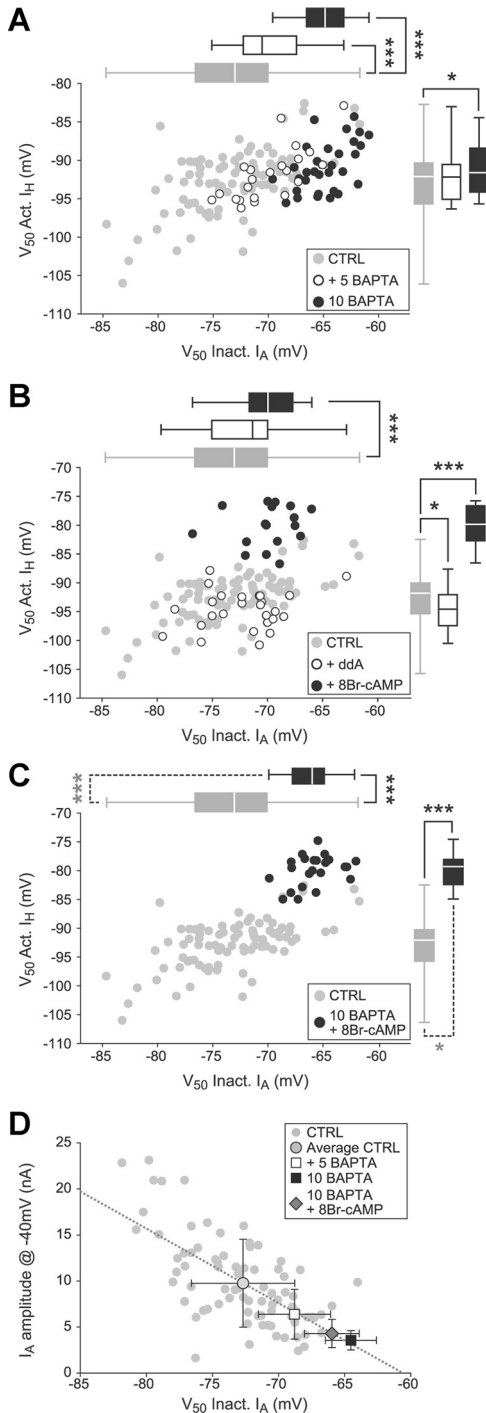 A
***
***
*
-80
-85
-90
-95
-100
-105
-110
V50 Act. IH (mV)
CTRL
+ 5 BAPTA
10 BAPTA
-85 -80 -75 -70 -65 -60
V50 Inact. IA (mV)
B
***
***
*
-70
-75
-80
-85
-90
-95
-100
-105
-110
V50 Act. IH (mV)
CTRL
+ ddA
+ 8Br-cAMP
-85 -80 -75 -70 -65 -60
V50 Inact. IA (mV)
C
***
***
***
-70
-75
-80
-85
-90
-95
-100
-105
-110
V50 Act. IH (mV)
CTRL
10 BAPTA
+ 8Br-cAMP
*
-85 -80 -75 -70 -65 -60
V50 Inact. IA (mV)
D
25
20
15
10
5
0
IA amplitude @ -40mV (nA)
CTRL
Average CTRL
+ 5 BAPTA
10 BAPTA
10 BAPTA
+ 8Br-cAMP
-85 -80 -75 -70 -65 -60
V50 Inact. IA (mV)